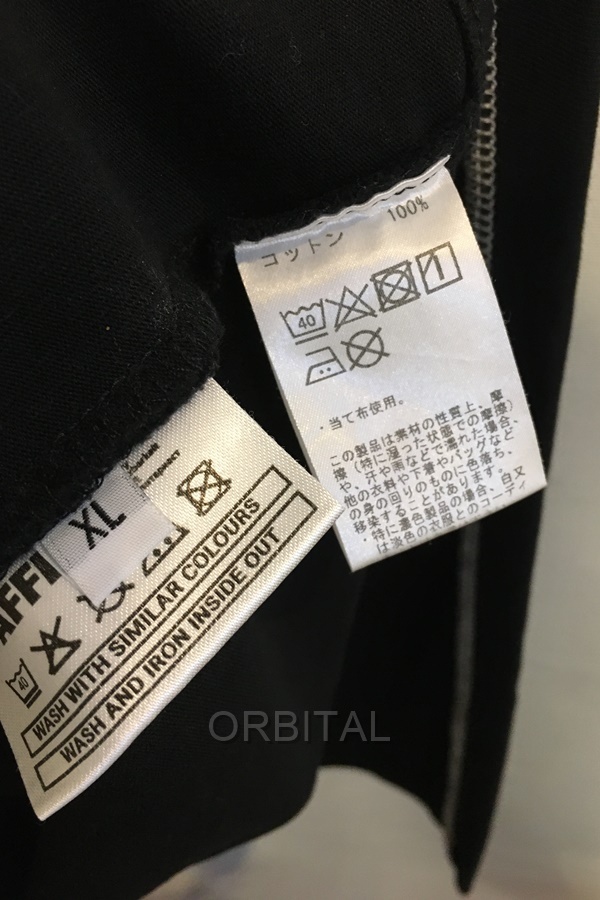 コットン 100%
40
・当て布使用。
この製品は素材の性質上、摩
擦（特に湿った状態での摩擦）
や、汗や雨などで濡れた場合、
他の衣料や下着やバッグなど
の身の回りのものに色落ち、
移染することがあります。
・特に濃色製品の場合、白又
は淡色の衣服とのコーディ
XL
40
WASH WITH SIMILAR COLOURS
WASH AND IRON INSIDE OUT
ORBITAL